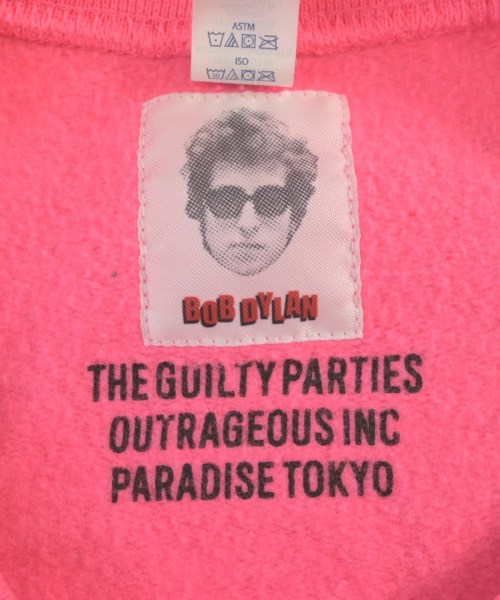 ASTM
ISO
BOB DYLAN
THE GUILTY PARTIES
OUTRAGEOUS INC
PARADISE TOKYO